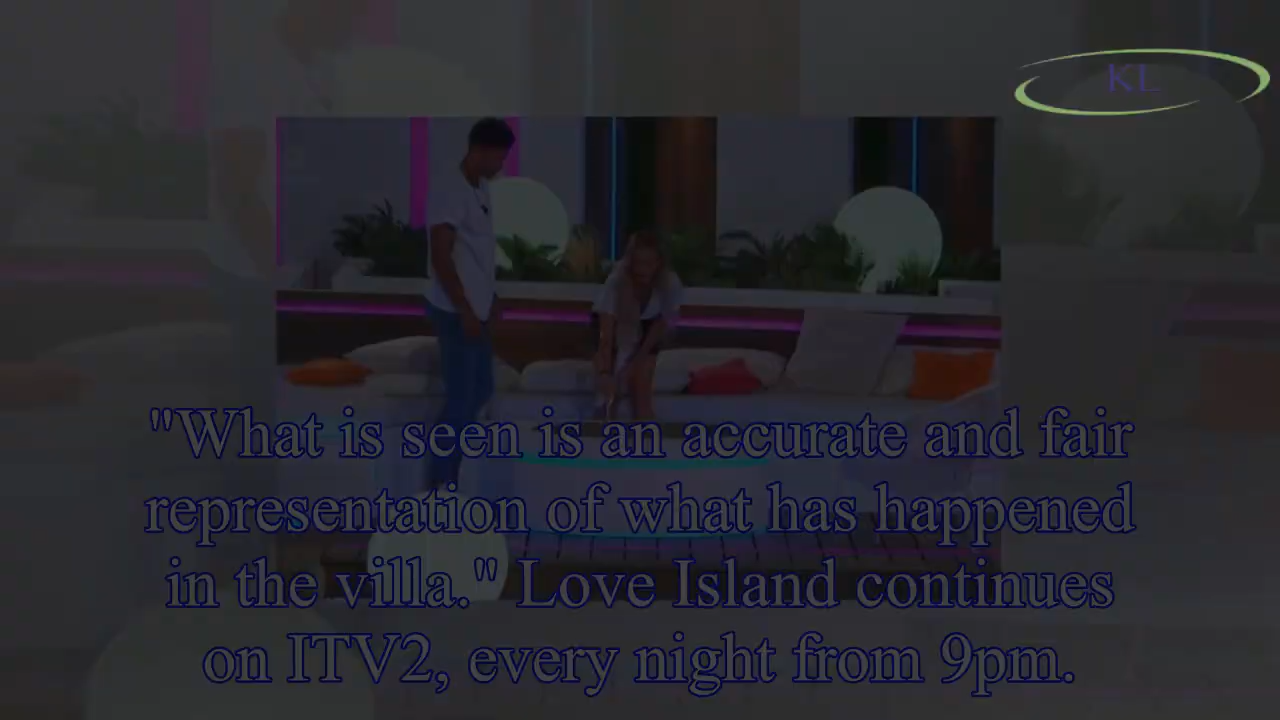 KL
"What is seen is an accurate and fair
representation of what has happened
in the villa." Love Island continues
on ITV2, every night from 9pm.